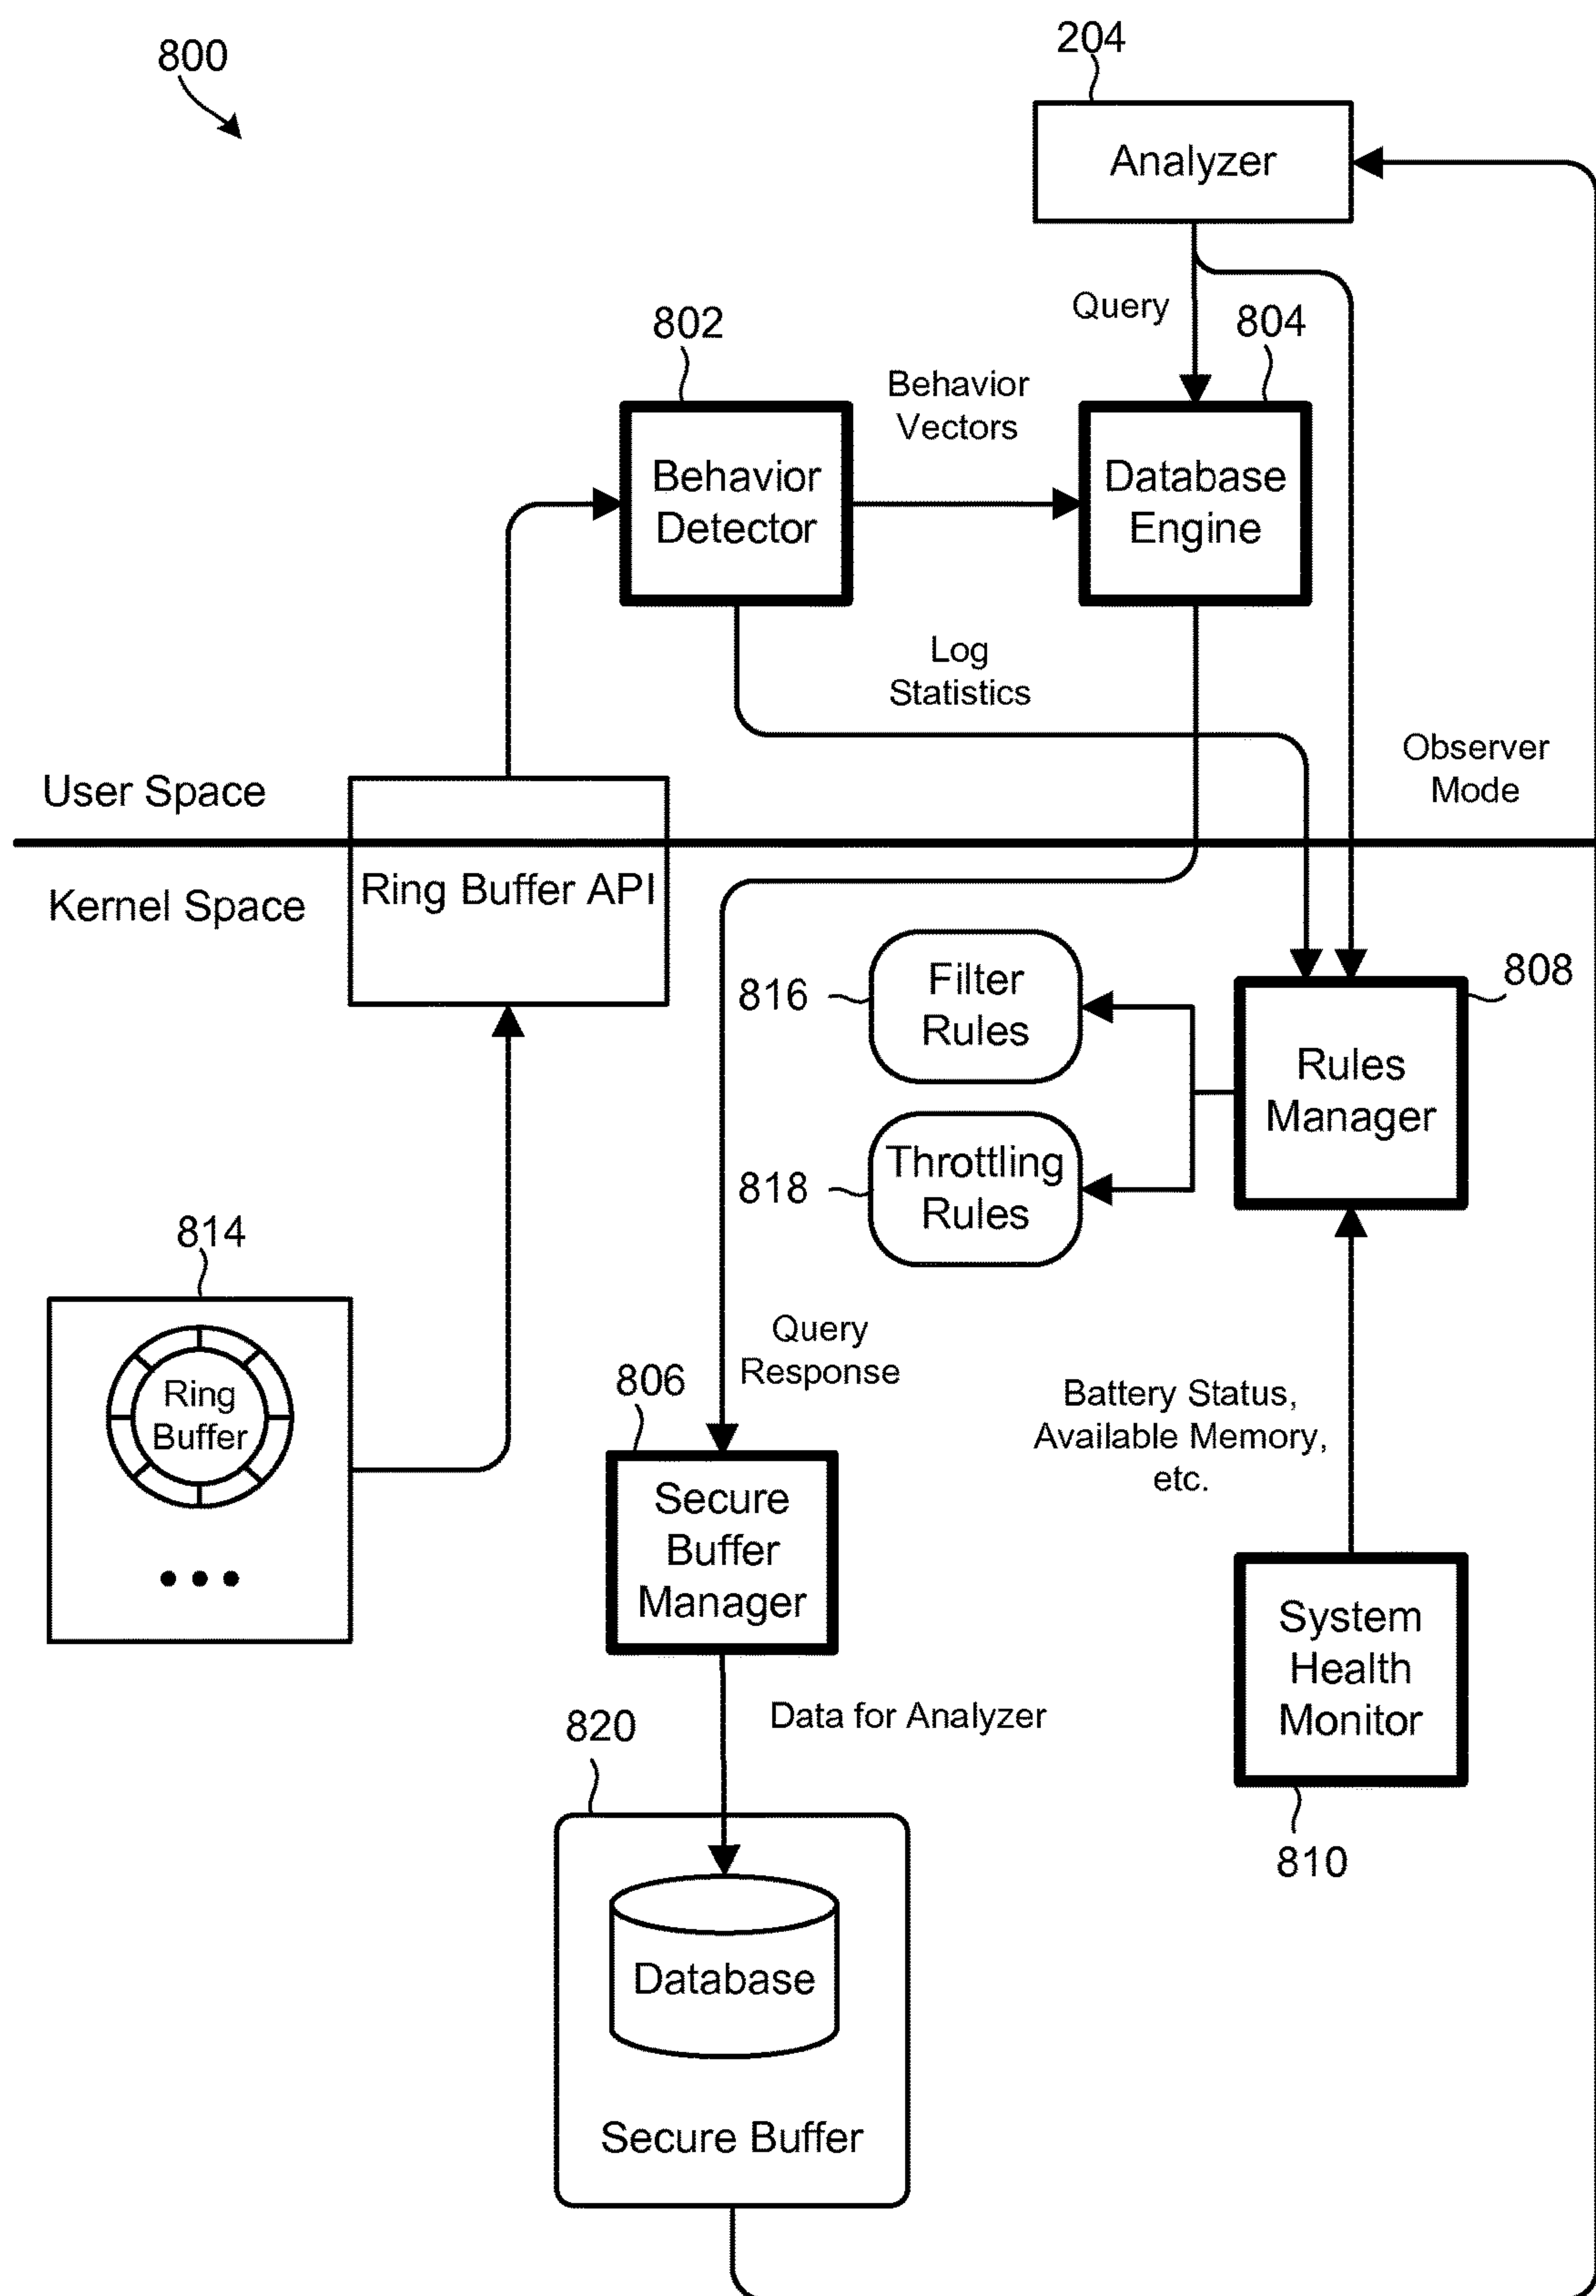 800
204
Analyzer
Query
802
804
Behavior
Vectors
Behavior
Detector
Database
Engine
Log
Statistics
Observer
Mode
User Space
Kernel Space
Ring Buffer API
816
Filter
Rules
808
Rules
Manager
818
Throttling
Rules
814
Ring
Buffer
Query
Response
806
Battery Status,
Available Memory,
etc.
Secure
Buffer
Manager
System
Health
Monitor
Data for Analyzer
820
810
Database
Secure Buffer